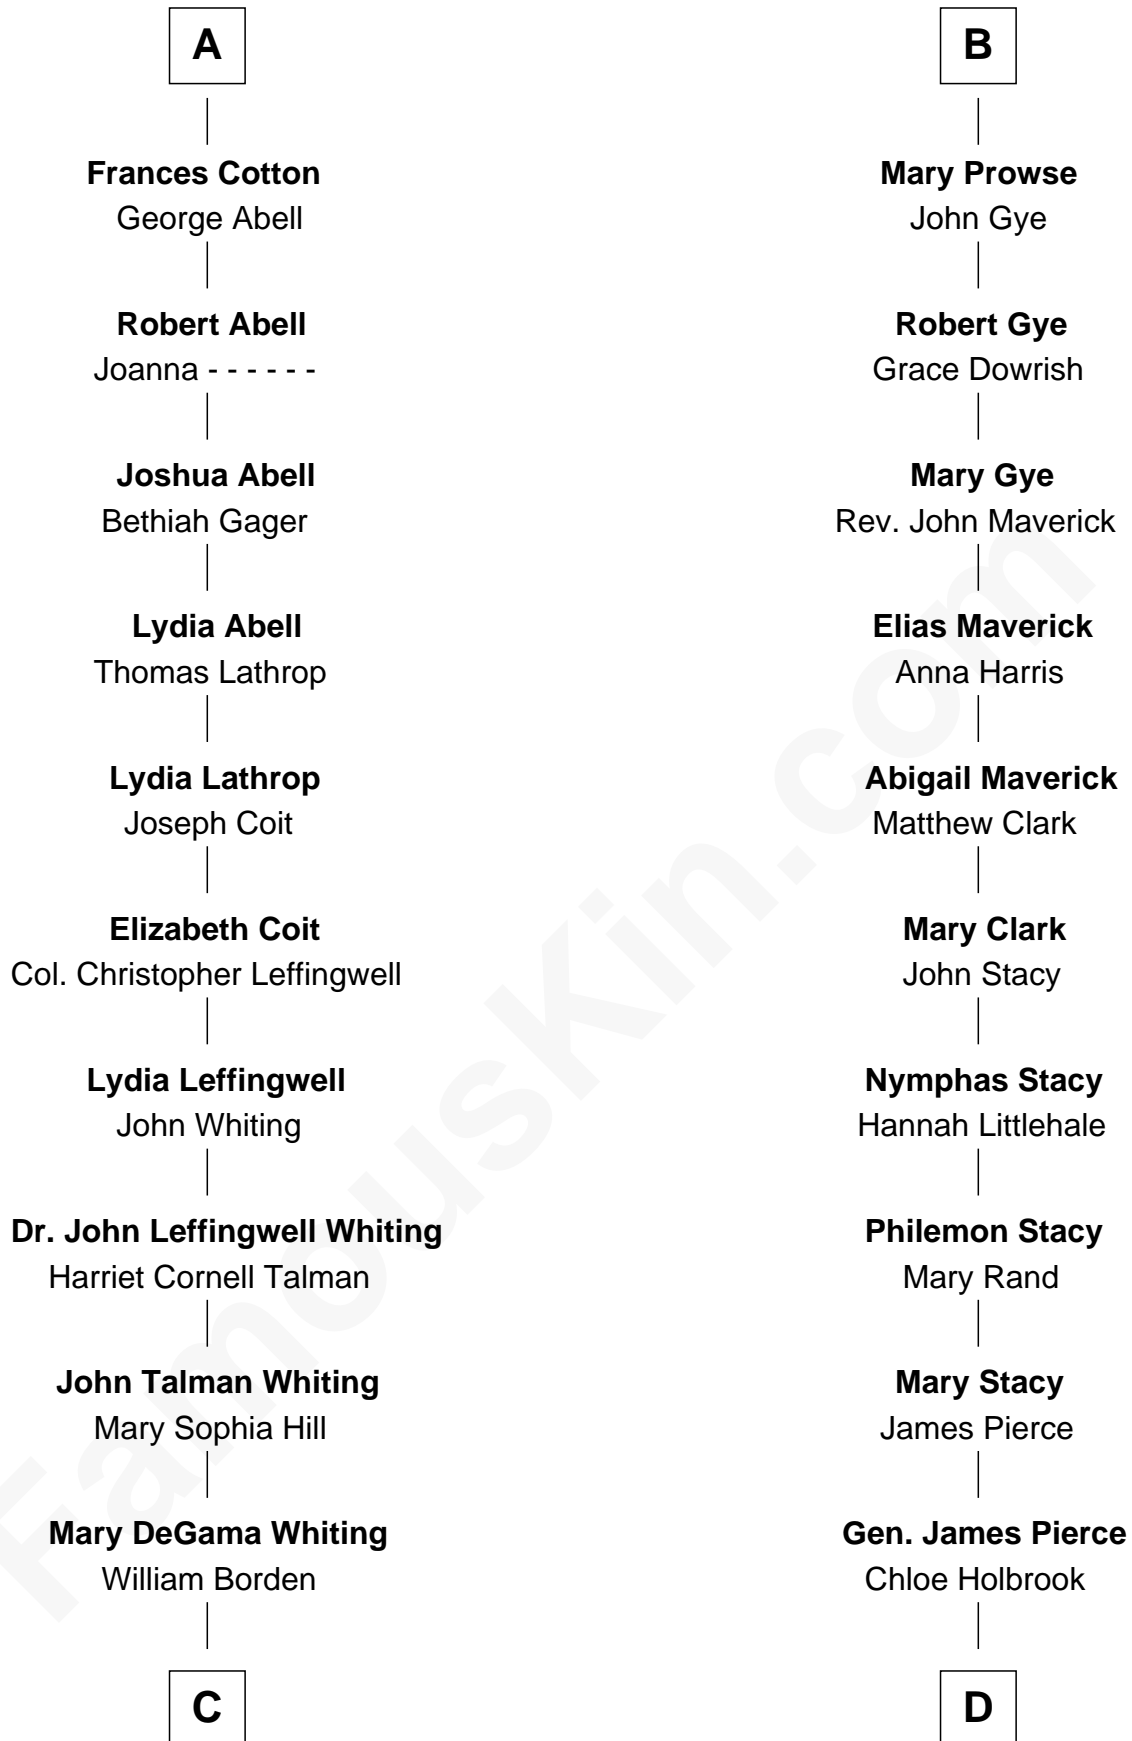 A
Frances Cotton
George Abell
Robert Abell
Joanna - - - - - -
Joshua Abell
Bethiah Gager
Lydia Abell
Thomas Lathrop
Lydia Lathrop
Joseph Coit
Elizabeth Coit
Col. Christopher Leffingwell
Lydia Leffingwell
John Whiting
Dr. John Leffingwell Whiting
Harriet Cornell Talman
John Talman Whiting
Mary Sophia Hill
Mary DeGama Whiting
William Borden
C
B
Mary Prowse
John Gye
Robert Gye
Grace Dowrish
Mary Gye
Rev. John Maverick
Elias Maverick
Anna Harris
Abigail Maverick
Matthew Clark
Mary Clark
John Stacy
Nymphas Stacy
Hannah Littlehale
Philemon Stacy
Mary Rand
Mary Stacy
James Pierce
Gen. James Pierce
Chloe Holbrook
D
FamousKin.com